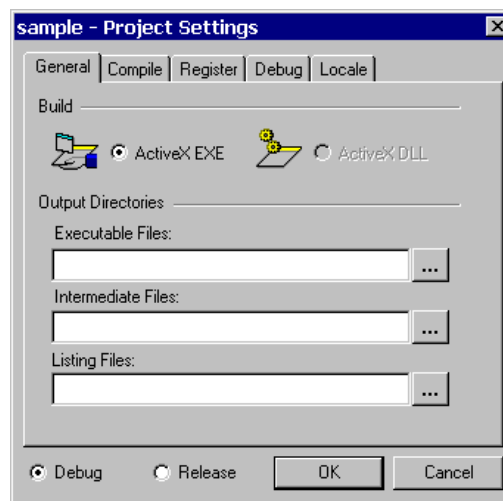 sample - Project Settings
General Compile Register Debug Locale
Build
ActiveX EXE ActiveX DLL
Output Directories
Executable Files:
...
Intermediate Files:
...
Listing Files:
...
Debug Release OK Cancel